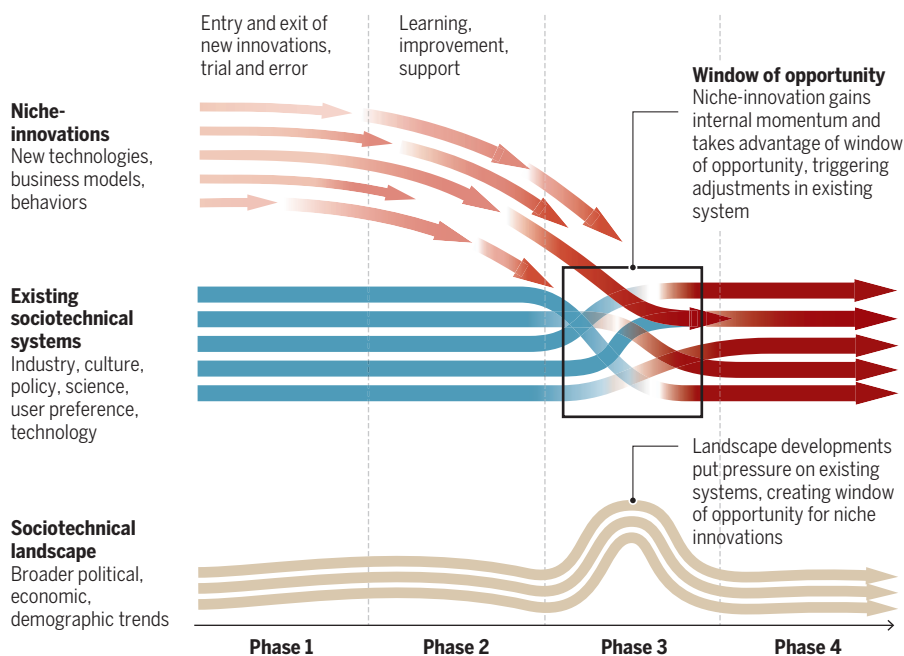 Entry and exit of
new innovations,
trial and error
Learning,
improvement,
support
Window of opportunity
Niche-innovation gains
internal momentum and
takes advantage of window
of opportunity, triggering
adjustments in existing
system
Niche-
innovations
New technologies,
business models,
behaviors
Existing
sociotechnical
systems
Industry, culture,
policy, science,
user preference,
technology
Landscape developments
put pressure on existing
systems, creating window
of opportunity for niche
innovations
Sociotechnical
landscape
Broader political,
economic,
demographic trends
Phase 1
Phase 2
Phase 3
Phase 4